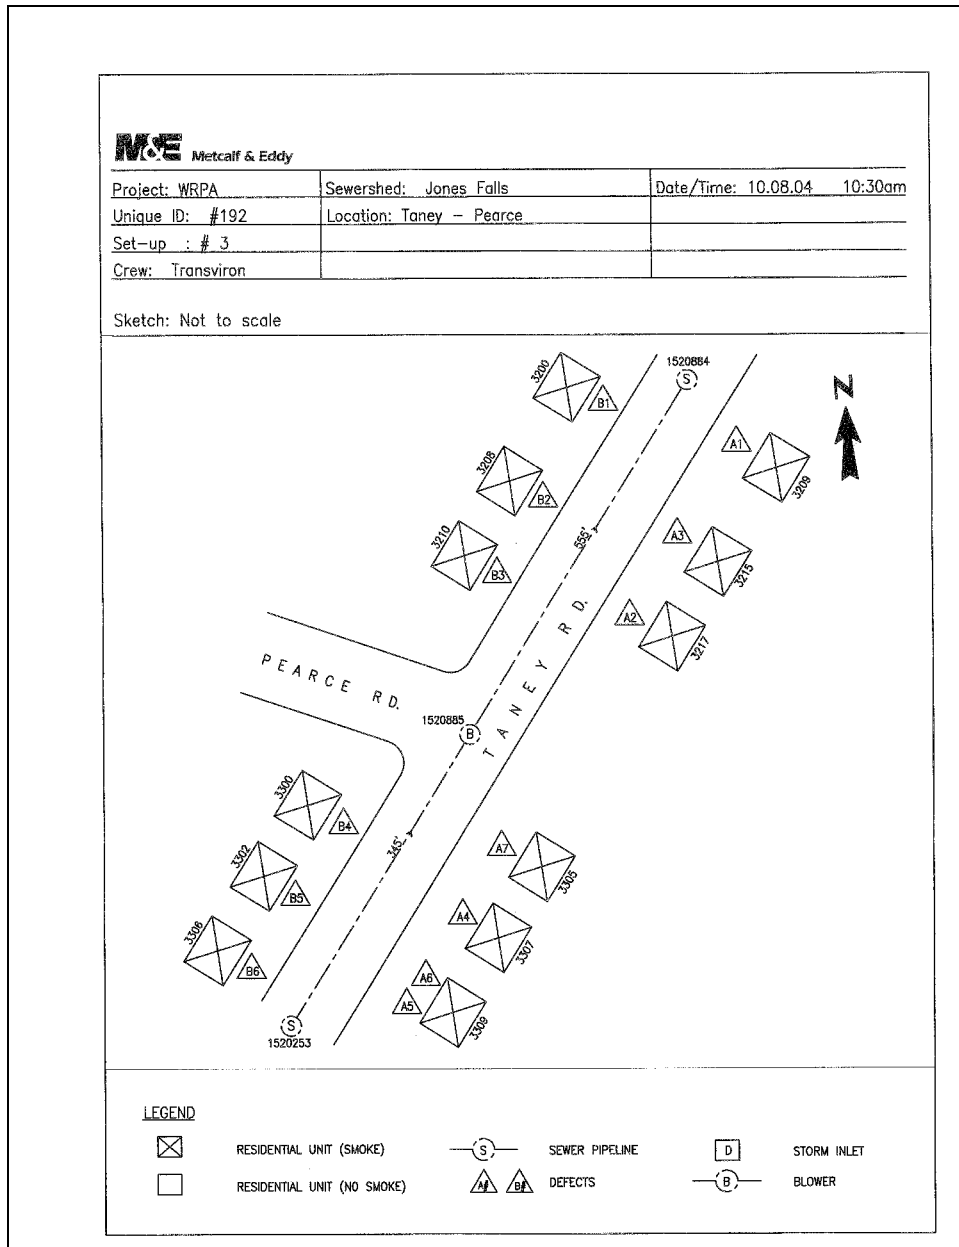 M&E Metcalf & Eddy
Project: WRPA Sewershed: Jones Falls Date/Time: 10.08.04 10:30am
Unique ID: #192 Location: Taney - Pearce
Set-up : # 3
Crew: Transviron
Sketch: Not to scale
1520884
S
3200
B1
N
A1
3209
3208
B2
555'
A3
3215
3210
B3
A2
3217
TANEY RD.
PEARCE RD.
1520885
B
3300
B4
345'
A7
3305
3302
B5
A4
3307
3306
B6
A6
A5
3309
S
1520253
LEGEND
RESIDENTIAL UNIT (SMOKE) S SEWER PIPELINE D STORM INLET
RESIDENTIAL UNIT (NO SMOKE) A# B# DEFECTS B BLOWER